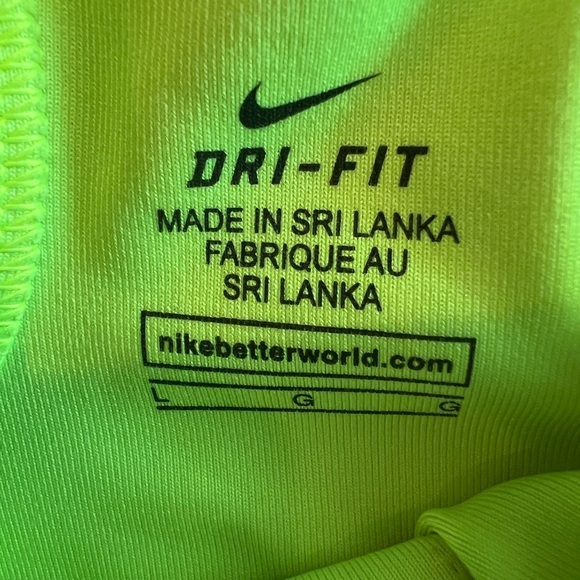 DRI-FIT
MADE IN SRI LANKA
FABRIQUE AU
SRI LANKA
nikebetterworld.com
L G G